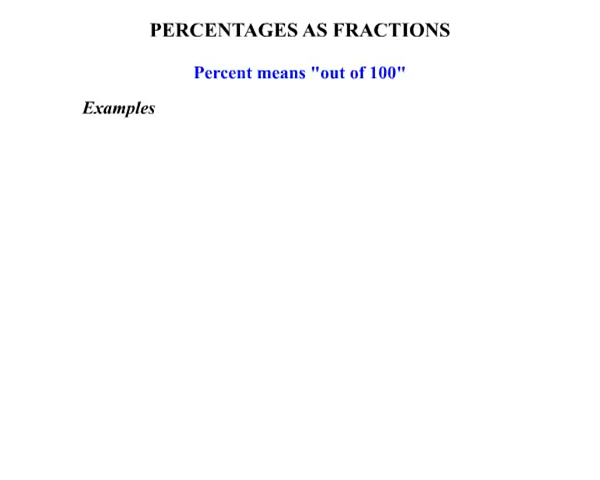 PERCENTAGES AS FRACTIONS
Percent means "out of 100"
Examples